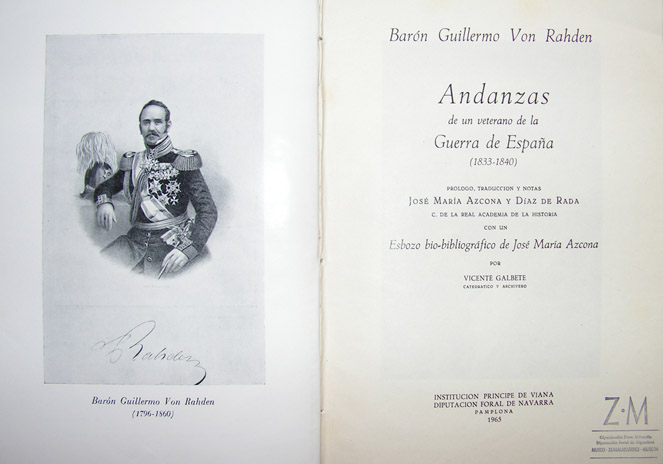 Rahden
Barón Guillermo Von Rahden
(1796-1860)
Barón Guillermo Von Rahden
Andanzas
de un veterano de la
Guerra de España
(1833-1840)
PROLOGO, TRADUCCION Y NOTAS
JOSÉ MARÍA AZCONA Y DÍAZ DE RADA
C. DE LA REAL ACADEMIA DE LA HISTORIA
CON UN
Esbozo bio-bibliográfico de José María Azcona
POR
VICENTE GALBETE
CATEDRATICO Y ARCHIVERO
INSTITUCION PRINCIPE DE VIANA
DIPUTACION FORAL DE NAVARRA
PAMPLONA
1965
Z·M